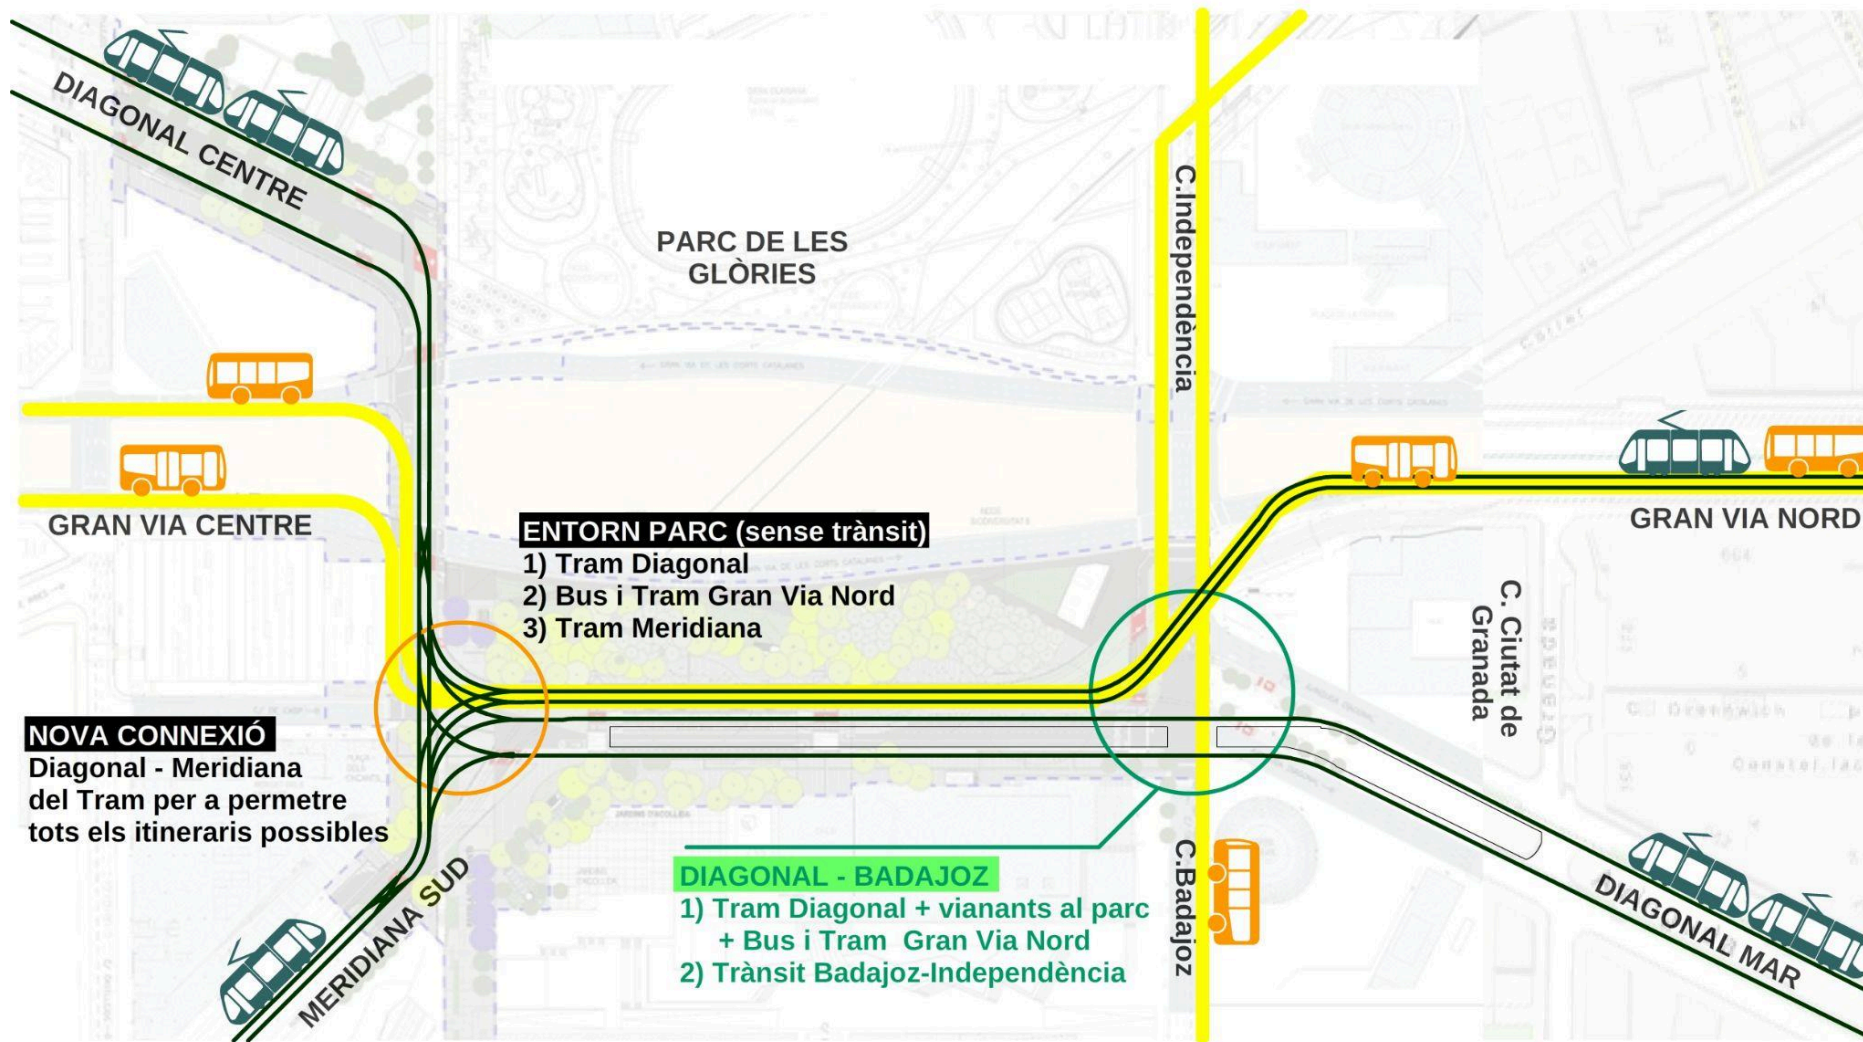 DIAGONAL CENTRE
PARC DE LES
GLÒRIES
C.Independència
GRAN VIA CENTRE
GRAN VIA NORD
ENTORN PARC (sense trànsit)
1) Tram Diagonal
2) Bus i Tram Gran Via Nord
3) Tram Meridiana
C. Ciutat de
Granada
NOVA CONNEXIÓ
Diagonal - Meridiana
del Tram per a permetre
tots els itineraris possibles
MERIDIANA SUD
DIAGONAL - BADAJOZ
1) Tram Diagonal + vianants al parc
+ Bus i Tram Gran Via Nord
2) Trànsit Badajoz-Independència
C.Badajoz
DIAGONAL MAR